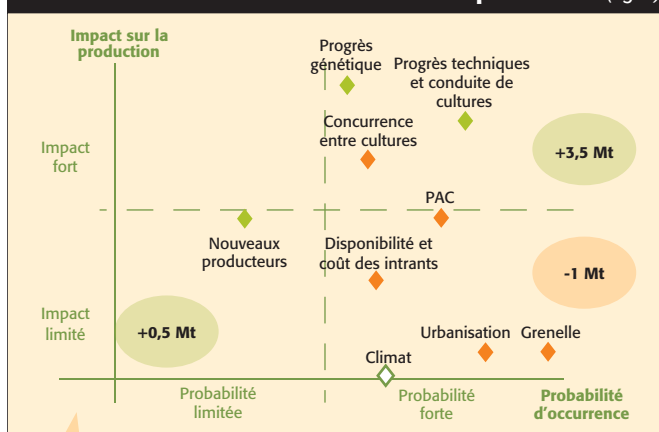 Impact sur la
production
Progrès
génétique
Progrès techniques
et conduite de
cultures
Concurrence
entre cultures
Impact
fort
+3,5 Mt
PAC
Nouveaux
producteurs
Disponibilité et
coût des intrants
-1 Mt
Impact
limité
+0,5 Mt
Urbanisation
Grenelle
Climat
Probabilité
limitée
Probabilité
forte
Probabilité
d'occurrence